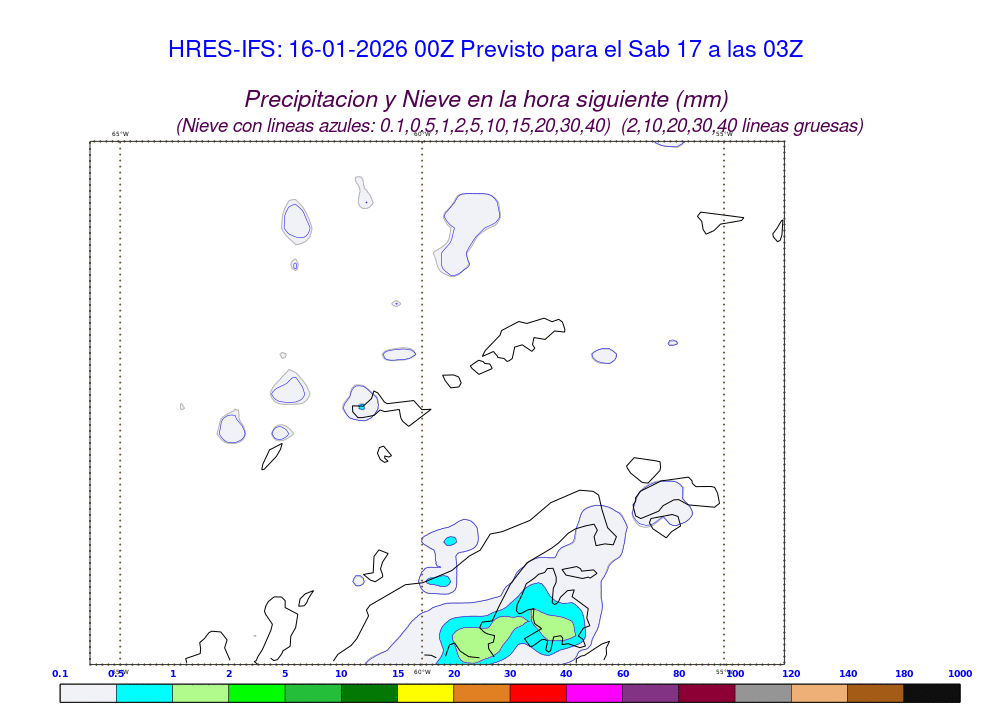 HRES-IFS: 16-01-2026 00Z Previsto para el Sab 17 a las 03Z
Precipitacion y Nieve en la hora siguiente (mm)
(Nieve con lineas azules: 0.1,0.5,1,2,5,10,15,20,30,40)  (2,10,20,30,40 lineas gruesas)
65°W 60°W 55°W
65°W 60°W 55°W
0.1 0.5 1 2 5 10 15 20 30 40 60 80 100 120 140 180 1000